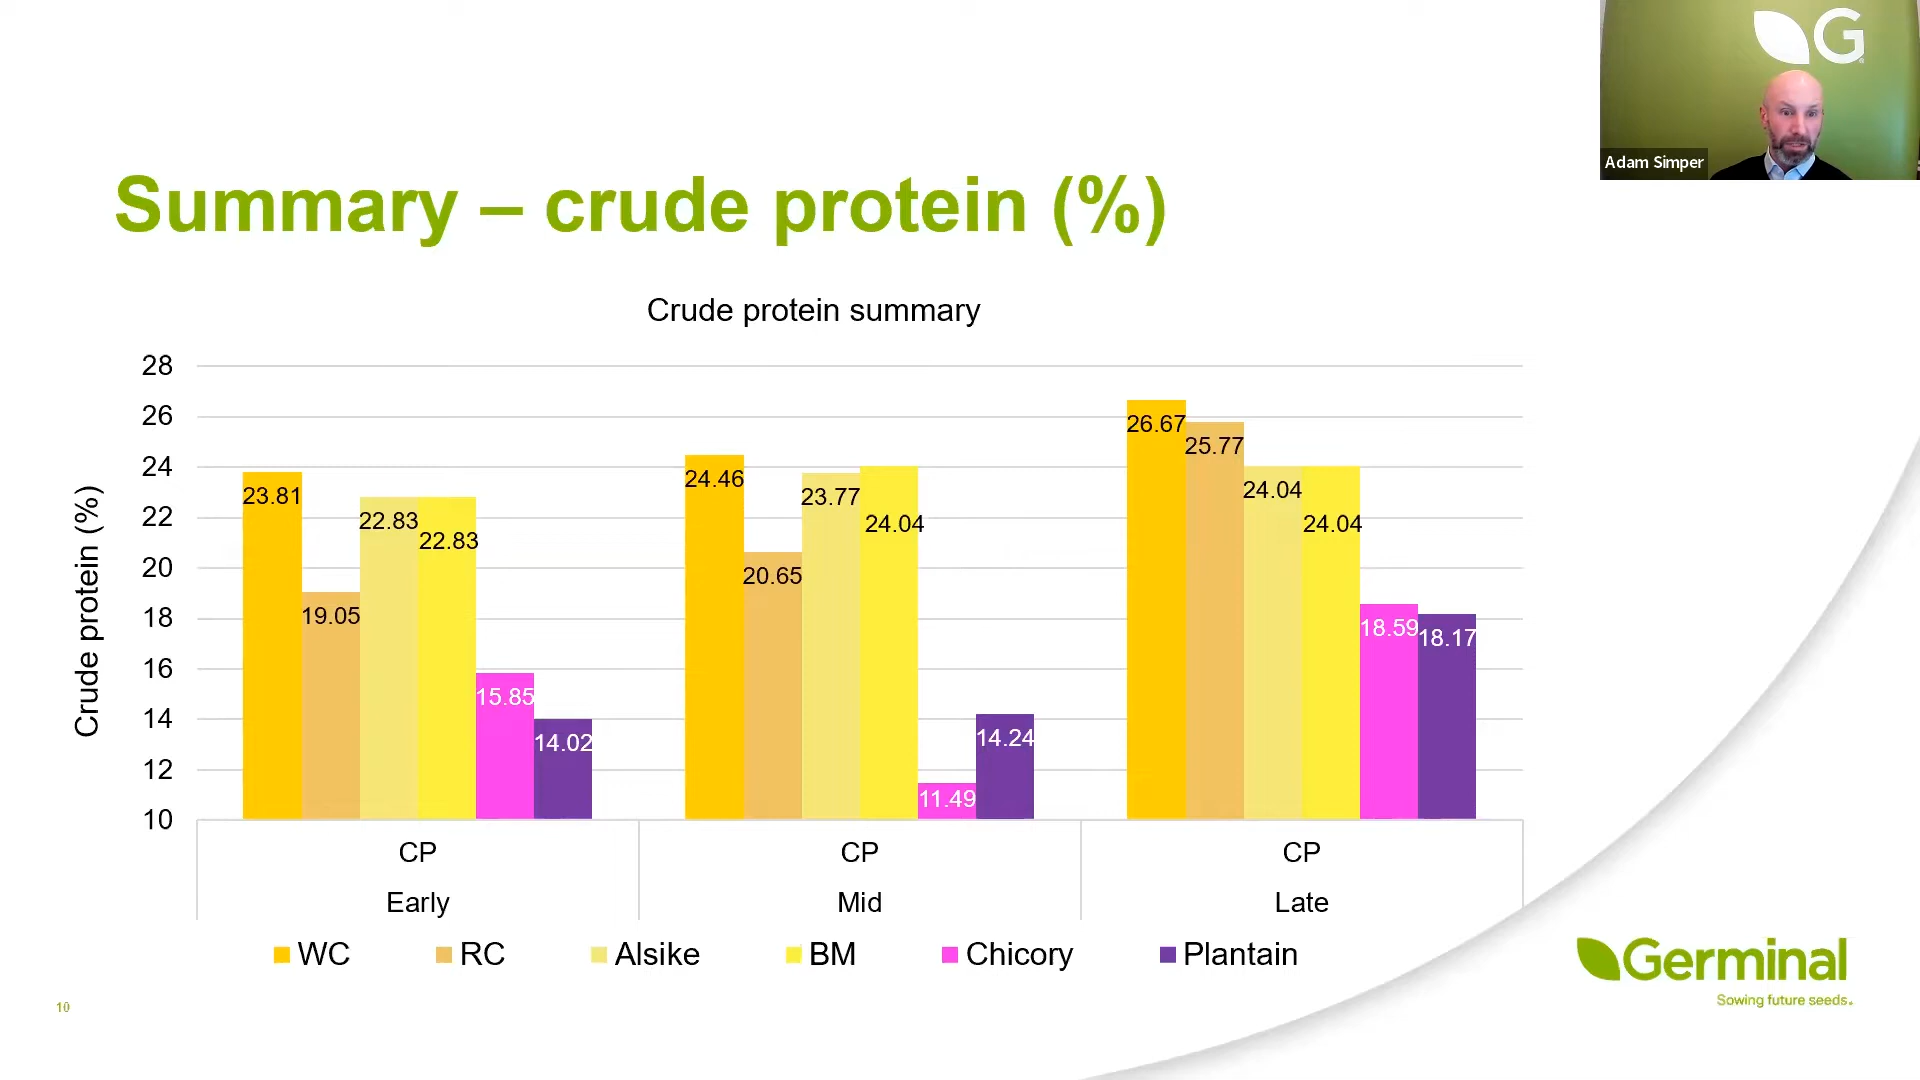 G
Adam Simper
Summary – crude protein (%)
Crude protein summary
Crude protein (%)
28
26
24
22
20
18
16
14
12
10
23.81
19.05
22.83
22.83
15.85
14.02
24.46
20.65
23.77
24.04
11.49
14.24
26.67
25.77
24.04
24.04
18.59
18.17
CP CP CP
Early Mid Late
WC RC Alsike BM Chicory Plantain
Germinal
Sowing future seeds.
10